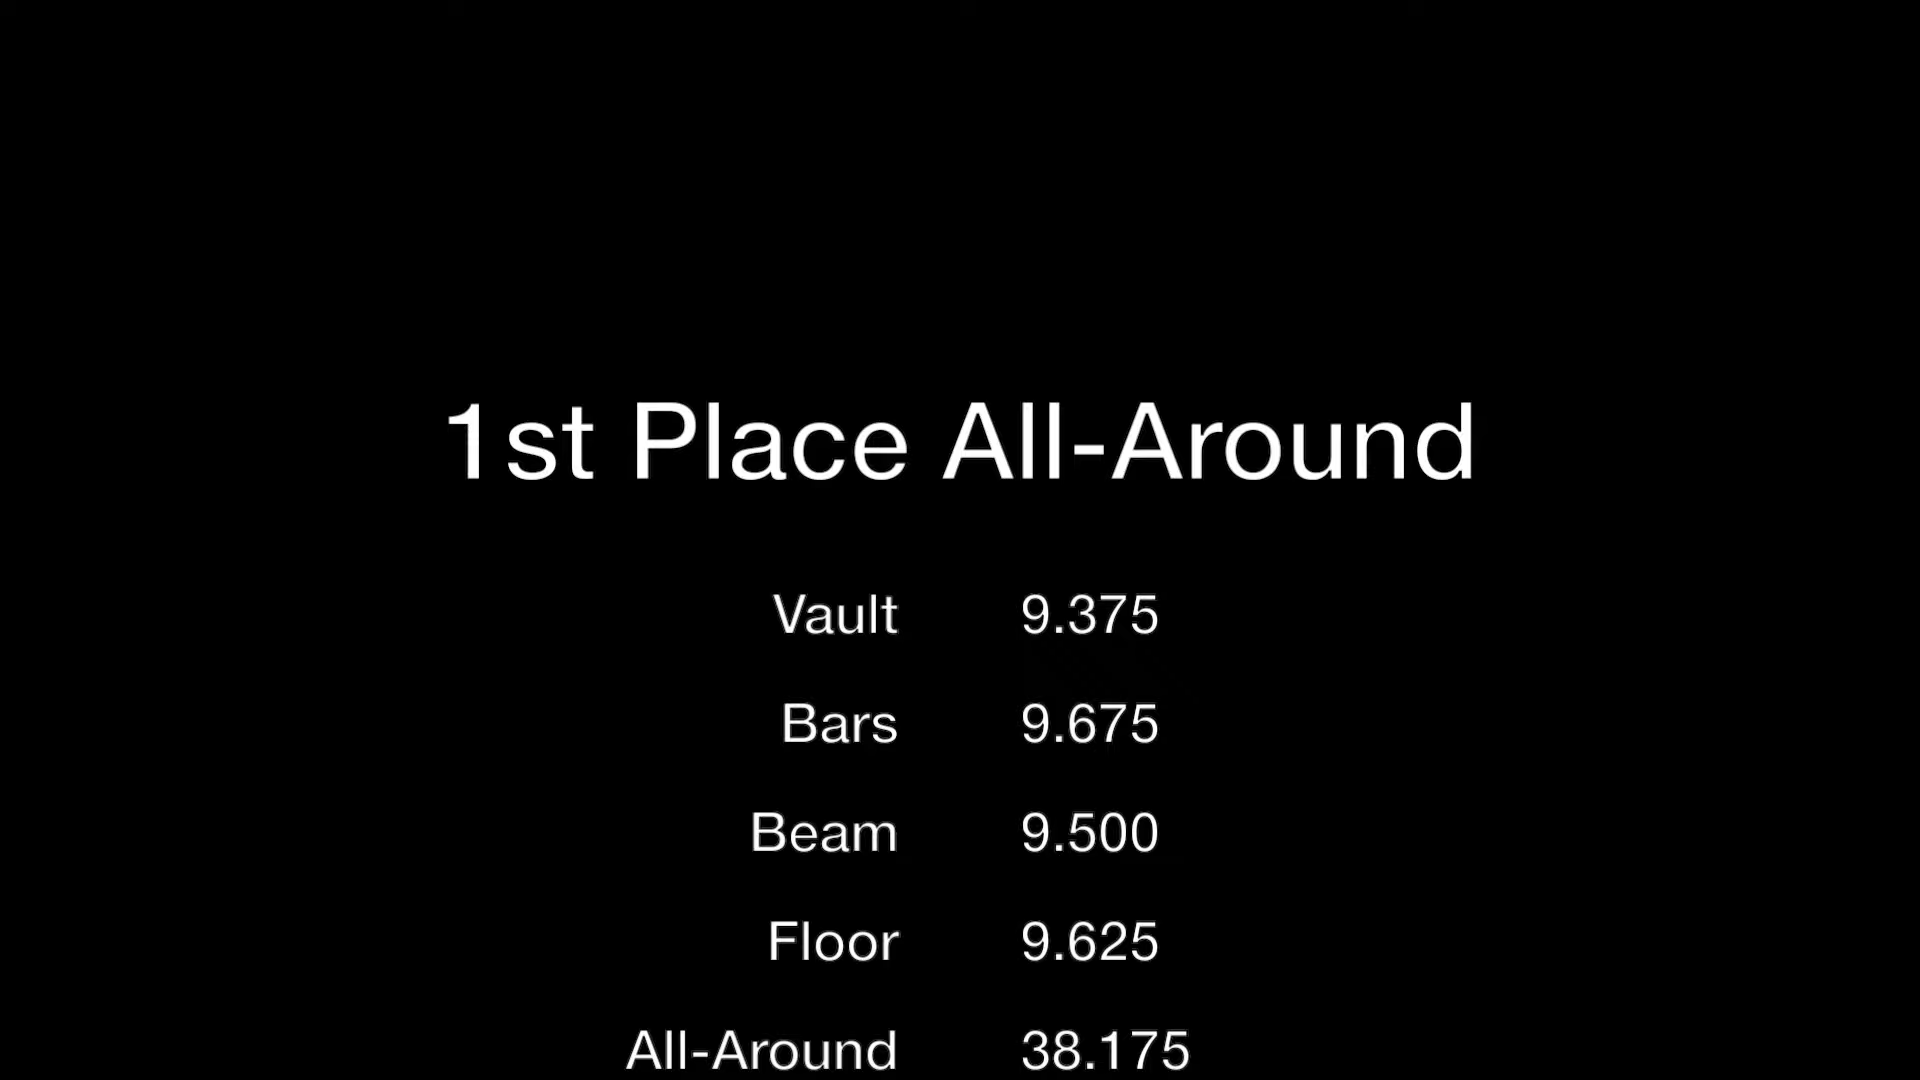 1st Place All-Around
Vault 9.375
Bars 9.675
Beam 9.500
Floor 9.625
All-Around 38.175